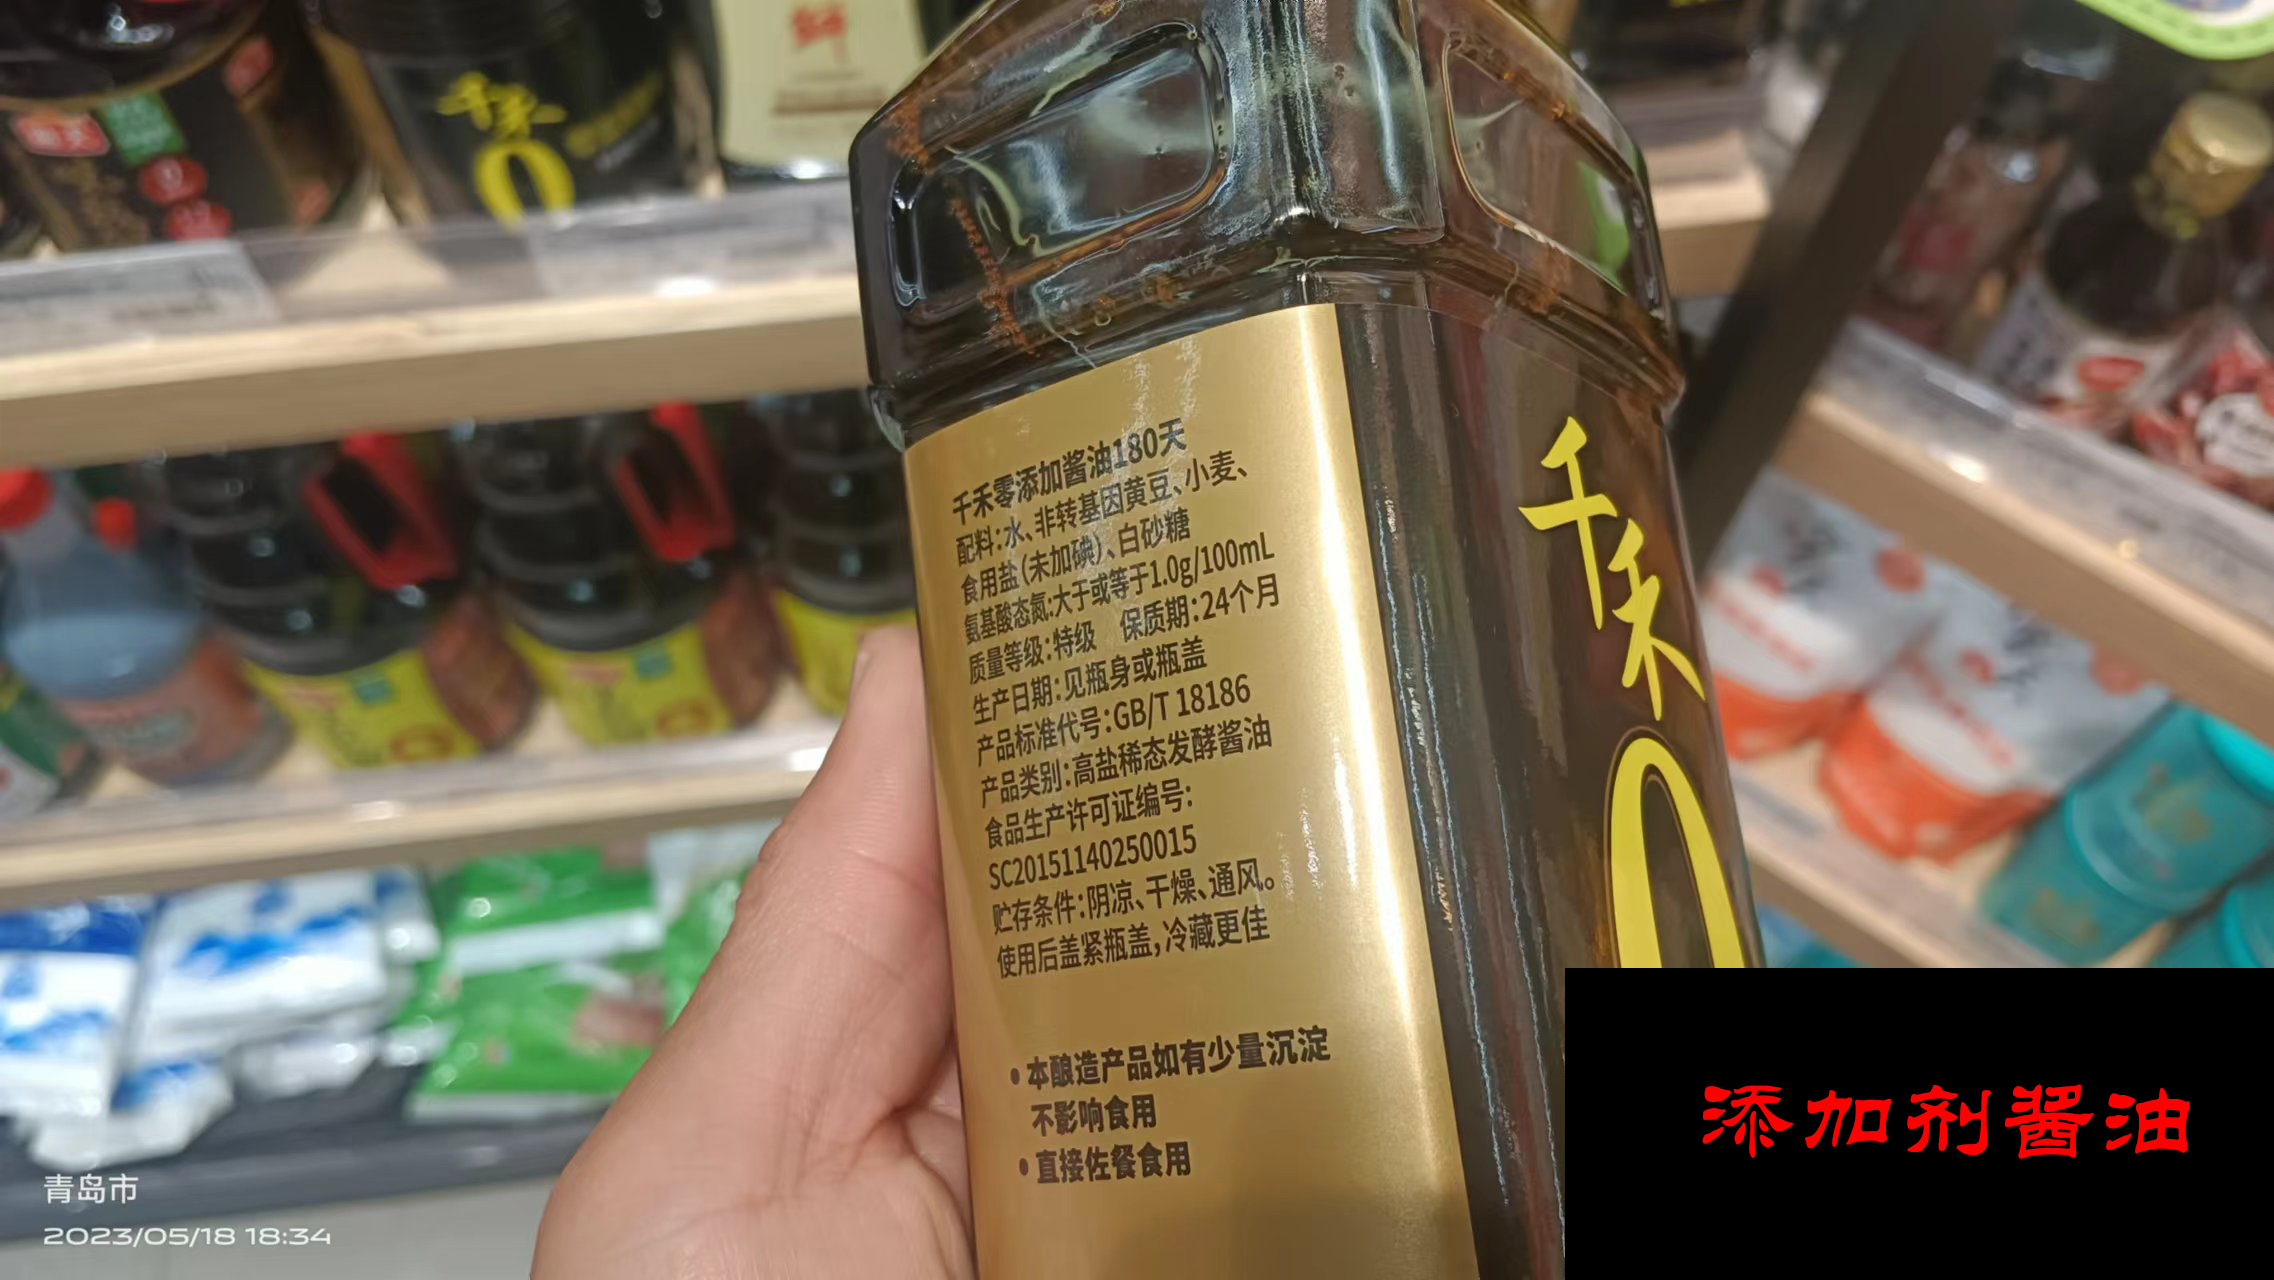 千禾
0
千禾零添加酱油180天
配料:水、非转基因黄豆、小麦、
食用盐(未加碘)、白砂糖
氨基酸态氮:大于或等于1.0g/100mL
质量等级:特级 保质期:24个月
生产日期:见瓶身或瓶盖
产品标准代号:GB/T 18186
产品类别:高盐稀态发酵酱油
食品生产许可证编号:
SC20151140250015
贮存条件:阴凉、干燥、通风。
使用后盖紧瓶盖,冷藏更佳
•本酿造产品如有少量沉淀
不影响食用
•直接佐餐食用
千禾
0
添加剂酱油
青岛市
2023/05/18 18:34